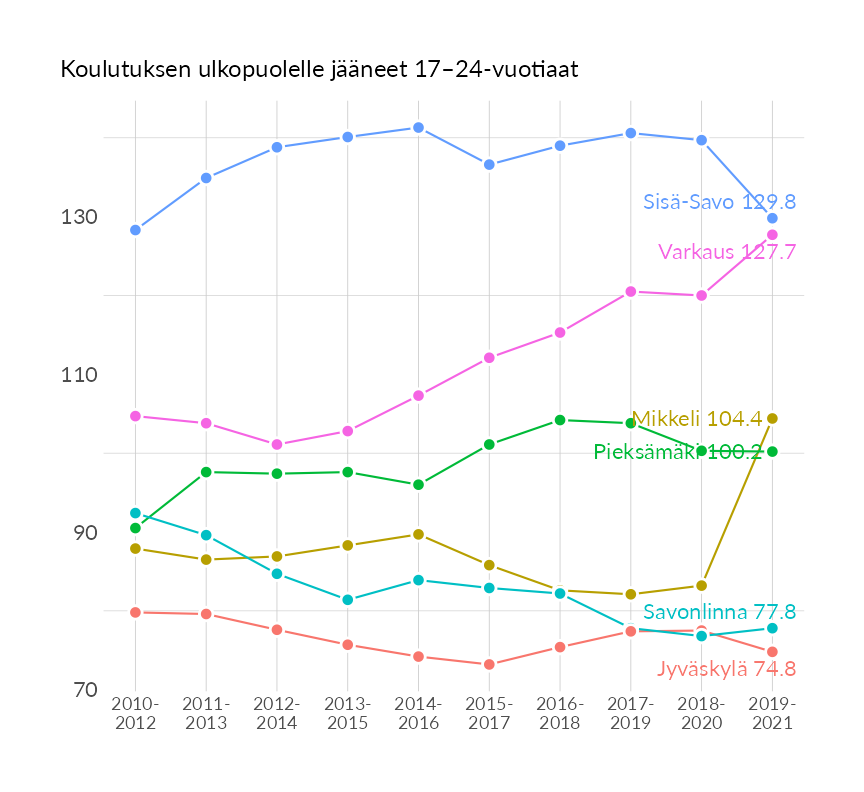 Koulutuksen ulkopuolelle jääneet 17–24-vuotiaat
130
110
90
70
Sisä-Savo 129.8
Varkaus 127.7
Mikkeli 104.4
Pieksämäki 100.2
Savonlinna 77.8
Jyväskylä 74.8
2010- 2011- 2012- 2013- 2014- 2015- 2016- 2017- 2018- 2019-
2012 2013 2014 2015 2016 2017 2018 2019 2020 2021